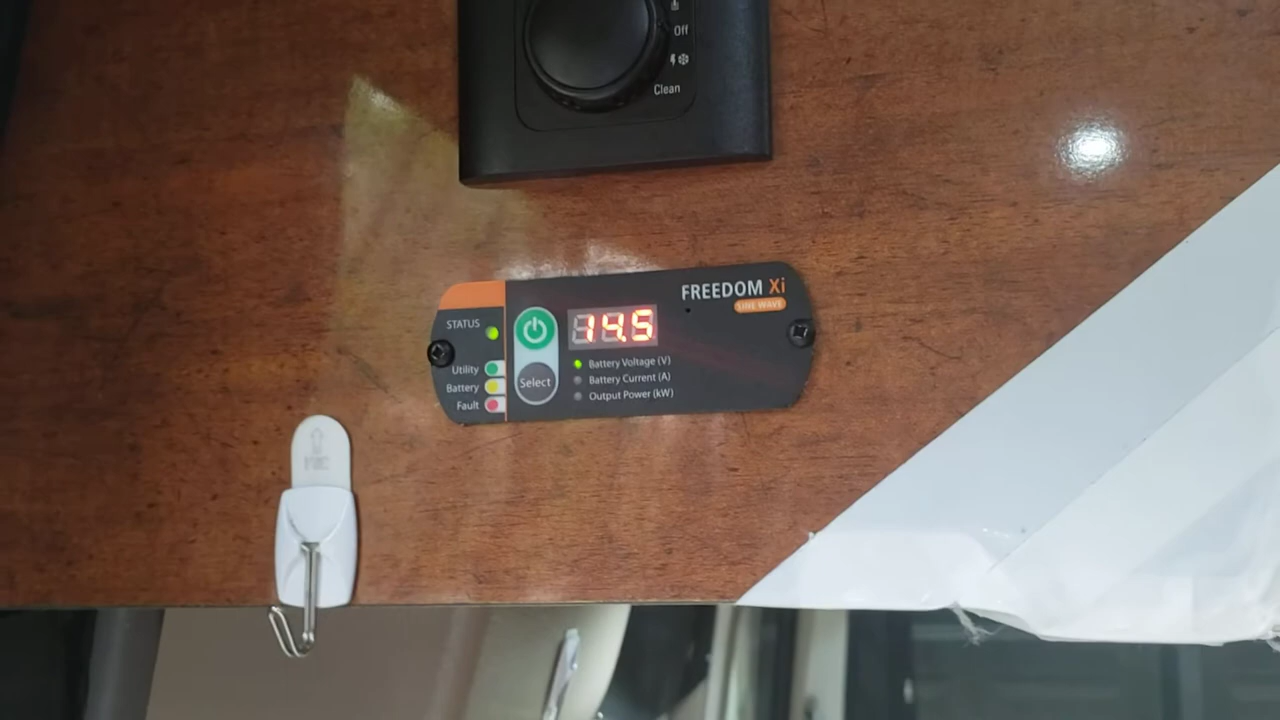 Off
Clean
FREEDOM Xi
SINE WAVE
STATUS
14.5
Utility
Battery
Fault
Select
Battery Voltage (V)
Battery Current (A)
Output Power (kW)